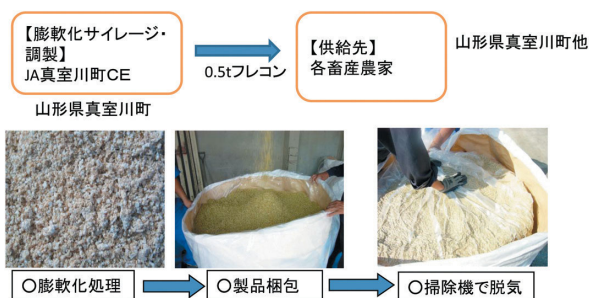 【膨軟化サイレージ・
調製】
JA真室川町CE
山形県真室川町
0.5tフレコン
【供給先】
各畜産農家
山形県真室川町他
〇膨軟化処理
〇製品梱包
〇掃除機で脱気